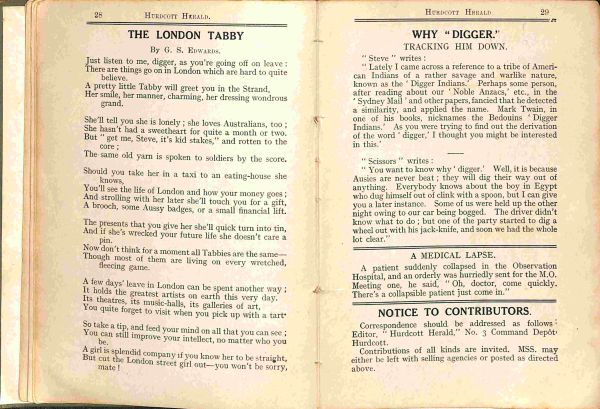 28 HURDCOTT HERALD.
THE LONDON TABBY
By G. S. EDWARDS.
Just listen to me, digger, as you're going off on leave :
There are things go on in London which are hard to quite
believe.
A pretty little Tabby will greet you in the Strand,
Her smile, her manner, charming, her dressing wondrous
grand.
She'll tell you she is lonely ; she loves Australians, too ;
She hasn't had a sweetheart for quite a month or two.
But " get me, Steve, it's kid stakes," and rotten to the
core ;
The same old yarn is spoken to soldiers by the score.
Should you take her in a taxi to an eating-house she
knows,
You'll see the life of London and how your money goes ;
And strolling with her later she'll touch you for a gift,
A brooch, some Aussy badges, or a small financial lift.
The presents that you give her she'll quick turn into tin,
And if she's wrecked your future life she doesn't care a
pin.
Now don't think for a moment all Tabbies are the same—
Though most of them are living on every wretched,
fleecing game.
A few days' leave in London can be spent another way ;
It holds the greatest artists on earth this very day.
Its theatres, its music-halls, its galleries of art,
You quite forget to visit when you pick up with a tart.
So take a tip, and feed your mind on all that you can see ;
You can still improve your intellect, no matter who you
be.
A girl is splendid company if you know her to be straight,
But cut the London street girl out—you won't be sorry,
mate !
HURDCOTT HERALD 29
WHY "DIGGER."
TRACKING HIM DOWN.
" Steve " writes :
" Lately I came across a reference to a tribe of Ameri-
can Indians of a rather savage and warlike nature,
known as the ' Digger Indians.' Perhaps some person,
after reading about our ' Noble Anzacs,' etc., in the
' Sydney Mail ' and other papers, fancied that he detected
a similarity, and applied the name. Mark Twain, in
one of his books, nicknames the Bedouins ' Digger
Indians.' As you were trying to find out the derivation
of the word ' digger,' I thought you might be interested
in this.'
" Scissors " writes :
" You want to know why ' digger.' Well, it is because
Ausies are never beat ; they will dig their way out of
anything. Everybody knows about the boy in Egypt
who dug himself out of clink with a spoon, but I can give
you a later instance. Some of us were held up the other
night owing to our car being bogged. The driver didn't
know what to do ; but one of the party started to dig a
wheel out with his jack-knife, and soon we had the whole
lot clear."
A MEDICAL LAPSE.
A patient suddenly collapsed in the Observation
Hospital, and an orderly was hurriedly sent for the M.O.
Meeting one, he said, " Oh, doctor, come quickly.
There's a collapsible patient just come in."
NOTICE TO CONTRIBUTORS.
Correspondence should be addressed as follows :
Editor, " Hurdcott Herald," No. 3 Command Depôt
Hurdcott.
Contributions of all kinds are invited. MSS. may
either be left with selling agencies or posted as directed
above.